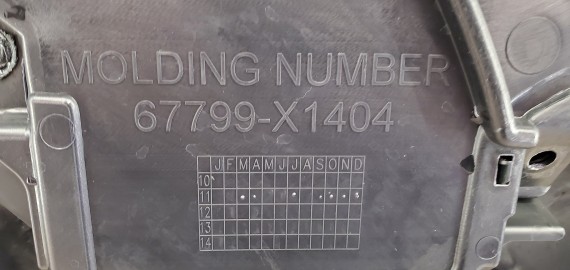 MOLDING NUMBER
67799-X1404
J F M A M J J A S O N D
10
11
12
13
14